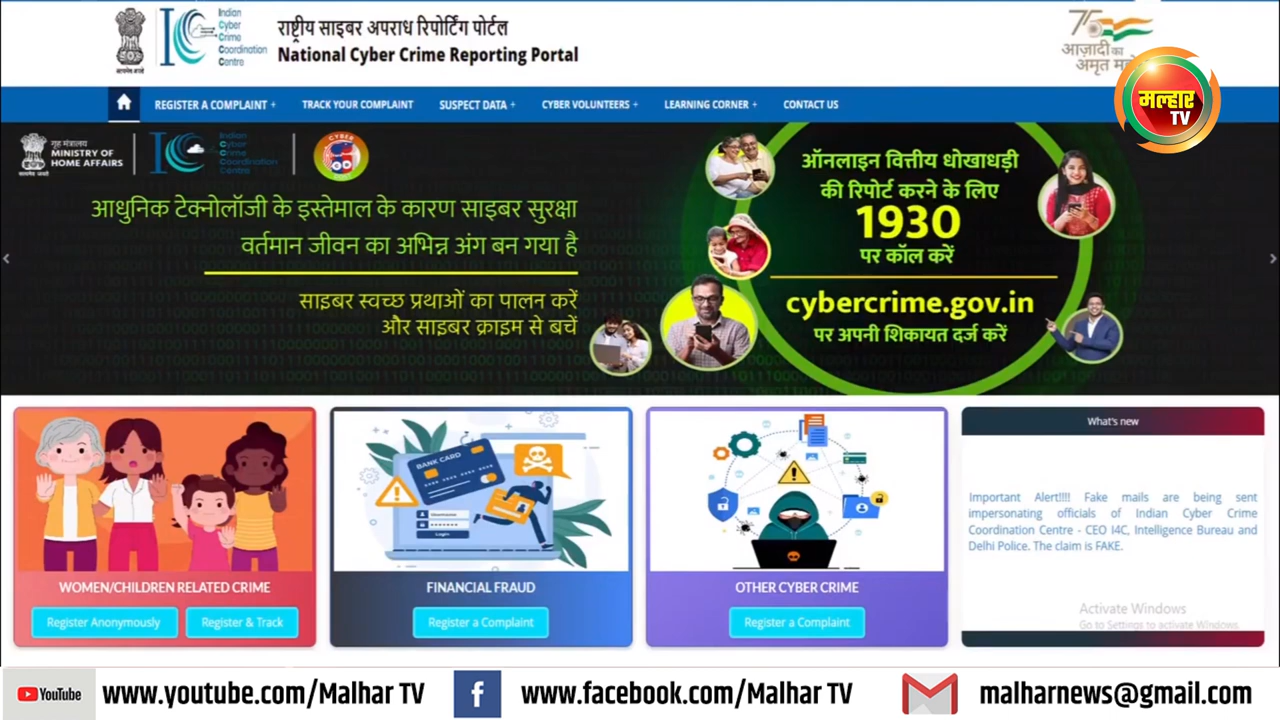 Indian
Cyber
Crime
Coordination
Centre
राष्ट्रीय साइबर अपराध रिपोर्टिंग पोर्टल
National Cyber Crime Reporting Portal
75
आज़ादी का
अमृत
मल्हार
TV
REGISTER A COMPLAINT +
TRACK YOUR COMPLAINT
SUSPECT DATA +
CYBER VOLUNTEERS +
LEARNING CORNER +
CONTACT US
गृह मंत्रालय
MINISTRY OF
HOME AFFAIRS
Indian
Cyber
Crime
Coordination
Centre
CYBER
आधुनिक टेक्नोलॉजी के इस्तेमाल के कारण साइबर सुरक्षा
वर्तमान जीवन का अभिन्न अंग बन गया है
साइबर स्वच्छ प्रथाओं का पालन करें
और साइबर क्राइम से बचें
ऑनलाइन वित्तीय धोखाधड़ी
की रिपोर्ट करने के लिए
1930
पर कॉल करें
cybercrime.gov.in
पर अपनी शिकायत दर्ज करें
WOMEN/CHILDREN RELATED CRIME
Register Anonymously
Register & Track
BANK CARD
Login
FINANCIAL FRAUD
Register a Complaint
OTHER CYBER CRIME
Register a Complaint
What's new
Important Alert!!!! Fake mails are being sent
impersonating officials of Indian Cyber Crime
Coordination Centre - CEO I4C, Intelligence Bureau and
Delhi Police. The claim is FAKE.
Activate Windows
Go to Settings to activate Windows.
YouTube
www.youtube.com/Malhar TV
www.facebook.com/Malhar TV
malharnews@gmail.com